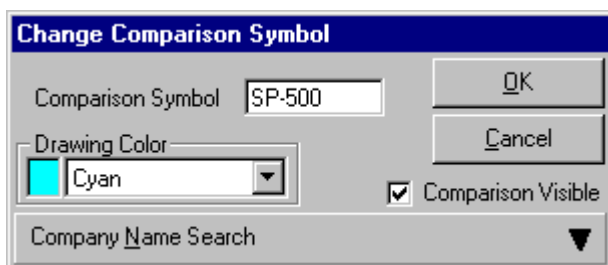 Change Comparison Symbol
Comparison Symbol SP-500
OK
Drawing Color
Cancel
Cyan
Comparison Visible
Company Name Search